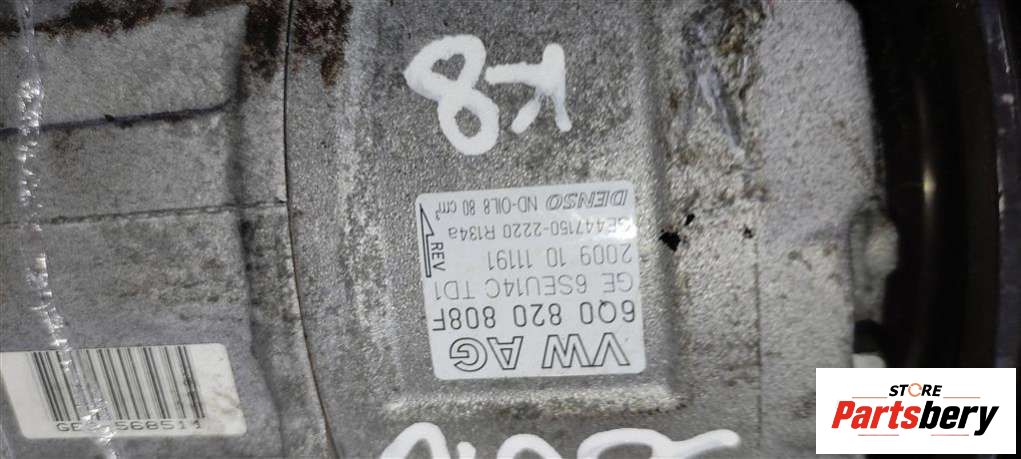 VW AG
6Q0 820 808F
GE 6SEU14C TD1
2009 10 11191
GE447150-2220 R134a
DENSO ND-OIL8 80 cm³
REV
K-8
STORE
Partsbery